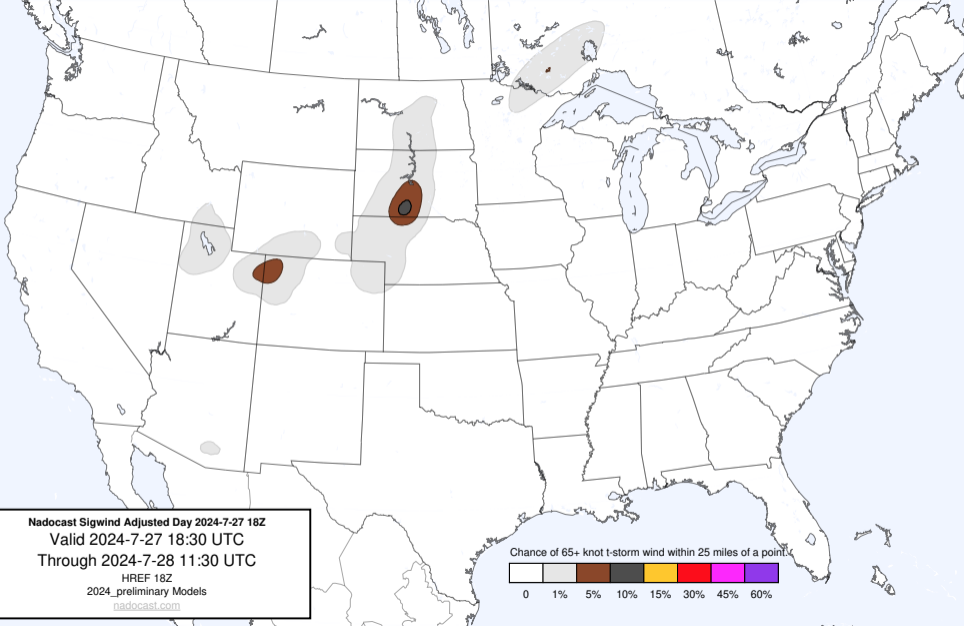 Nadocast Sigwind Adjusted Day 2024-7-27 18Z
Valid 2024-7-27 18:30 UTC
Through 2024-7-28 11:30 UTC
HREF 18Z
2024_preliminary Models
nadocast.com
Chance of 65+ knot t-storm wind within 25 miles of a point.
0 1% 5% 10% 15% 30% 45% 60%